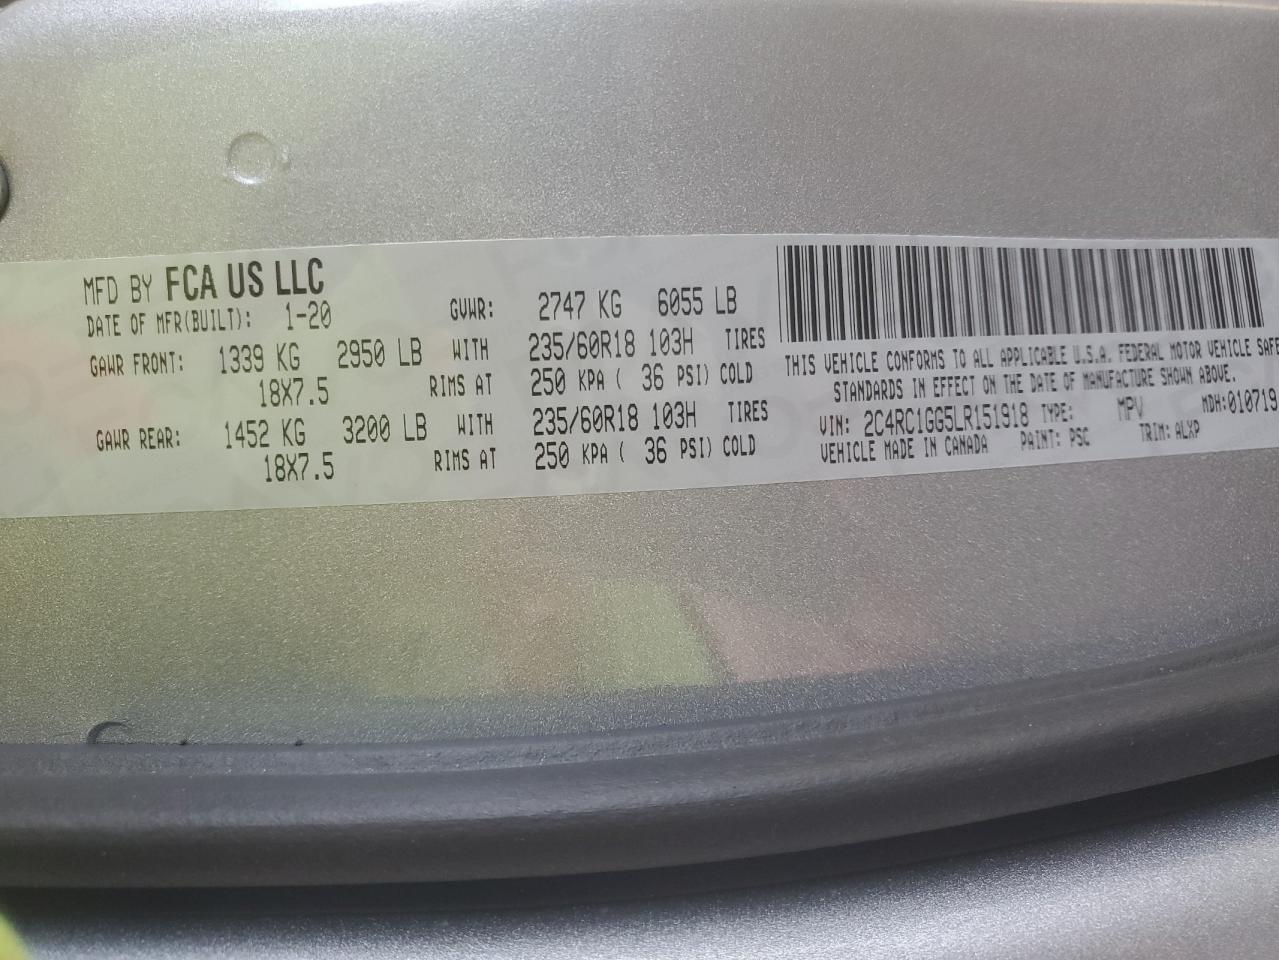 MFD BY FCA US LLC
DATE OF MFR(BUILT): 1-20 GVWR: 2747 KG 6055 LB
GAWR FRONT: 1339 KG 2950 LB WITH 235/60R18 103H TIRES
18X7.5 RIMS AT 250 KPA ( 36 PSI) COLD
GAWR REAR: 1452 KG 3200 LB WITH 235/60R18 103H TIRES
18X7.5 RIMS AT 250 KPA ( 36 PSI) COLD
THIS VEHICLE CONFORMS TO ALL APPLICABLE U.S.A. FEDERAL MOTOR VEHICLE SAFE
STANDARDS IN EFFECT ON THE DATE OF MANUFACTURE SHOWN ABOVE.
VIN: 2C4RC1GG5LR151918 TYPE: MPV MDH:010719
VEHICLE MADE IN CANADA PAINT: PSC TRIM: ALXP